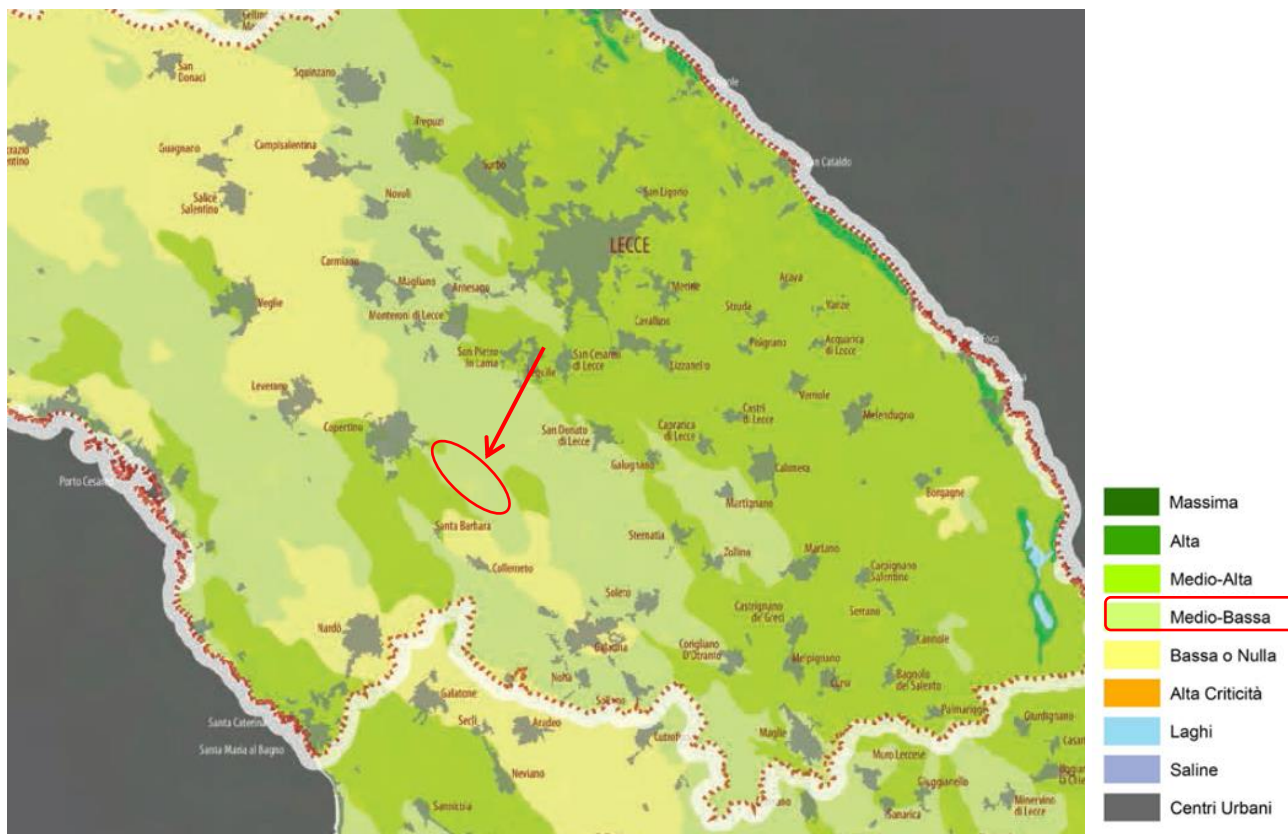 San
Donaci
Squinzano
Trepuzi
Guagnano
Campisalentina
Surbo
San Cataldo
San Ligorio
Salice
Salentino
Novoli
LECCE
Carmiano
Magliano
Arnesano
Merine
Acaya
Veglie
Monteroni di Lecce
Cavallino
Struda
Vanze
San Pietro
in Lama
San Cesario
di Lecce
Lizzanello
Pisignano
Acquarica
di Lecce
Leverano
Vernole
Copertino
San Donato
di Lecce
Caprarica
di Lecce
Castri
di Lecce
Melendugno
Galugnano
Calimera
Porto Cesareo
Martignano
Borgagne
Santa Barbara
Sternatia
Zollino
Martano
Collemeto
Carpignano
Salentino
Soleto
Castrignano
de' Greci
Serrano
Nardò
Galatina
Corigliano
D'Otranto
Melpignano
Cannole
Cursi
Bagnolo
del Salento
Galatone
Noha
Sogliano
Santa Caterina
Secli
Aradeo
Cutrofiano
Palmariggi
Giurdignano
Santa Maria al Bagno
Maglie
Muro Leccese
Neviano
Giuggianello
Sannicola
Sanarica
Minervino
di Lecce
Massima
Alta
Medio-Alta
Medio-Bassa
Bassa o Nulla
Alta Criticità
Laghi
Saline
Centri Urbani